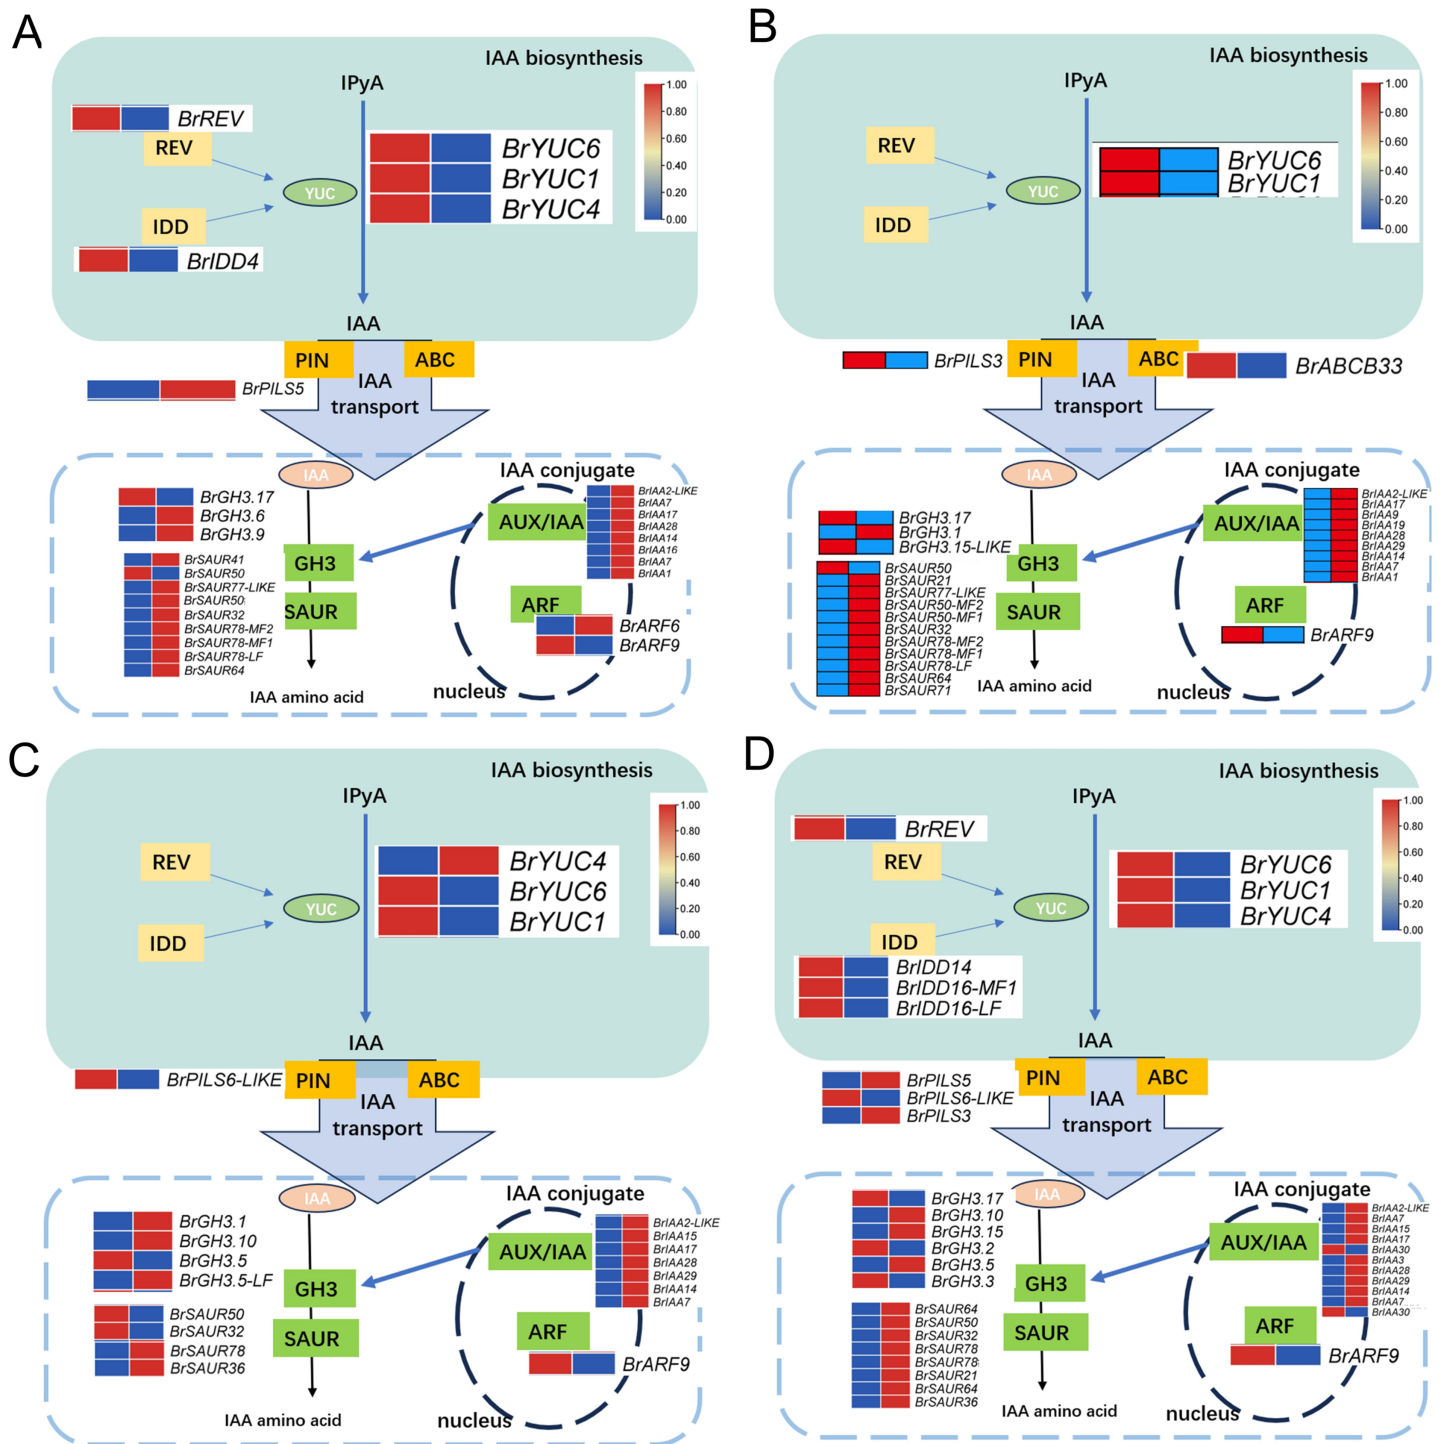 A
IAA biosynthesis
IPyA
1.00
0.80
0.60
0.40
0.20
0.00
BrREV
REV
YUC
IDD
BrIDD4
BrYUC6
BrYUC1
BrYUC4
IAA
PIN
ABC
IAA
transport
BrPILS5
IAA
IAA conjugate
BrGH3.17
BrGH3.6
BrGH3.9
BrSAUR41
BrSAUR50
BrSAUR77-LIKE
BrSAUR50
BrSAUR32
BrSAUR78-MF2
BrSAUR78-MF1
BrSAUR78-LF
BrSAUR64
GH3
SAUR
IAA amino acid
AUX/IAA
BrIAA2-LIKE
BrIAA7
BrIAA17
BrIAA28
BrIAA14
BrIAA16
BrIAA7
BrIAA1
ARF
BrARF6
BrARF9
nucleus
B
IAA biosynthesis
IPyA
1.00
0.80
0.60
0.40
0.20
0.00
REV
YUC
IDD
BrYUC6
BrYUC1
IAA
BrPILS3
PIN
ABC
BrABCB33
IAA
transport
IAA
IAA conjugate
BrGH3.17
BrGH3.1
BrGH3.15-LIKE
BrSAUR50
BrSAUR21
BrSAUR77-LIKE
BrSAUR50-MF2
BrSAUR50-MF1
BrSAUR32
BrSAUR78-MF2
BrSAUR78-MF1
BrSAUR78-LF
BrSAUR64
BrSAUR71
GH3
SAUR
IAA amino acid
AUX/IAA
BrIAA2-LIKE
BrIAA17
BrIAA9
BrIAA19
BrIAA28
BrIAA29
BrIAA14
BrIAA7
BrIAA1
ARF
BrARF9
nucleus
C
IAA biosynthesis
IPyA
1.00
0.80
0.60
0.40
0.20
0.00
REV
YUC
IDD
BrYUC4
BrYUC6
BrYUC1
IAA
BrPILS6-LIKE
PIN
ABC
IAA
transport
IAA
IAA conjugate
BrGH3.1
BrGH3.10
BrGH3.5
BrGH3.5-LF
BrSAUR50
BrSAUR32
BrSAUR78
BrSAUR36
GH3
SAUR
IAA amino acid
AUX/IAA
BrIAA2-LIKE
BrIAA15
BrIAA17
BrIAA28
BrIAA29
BrIAA14
BrIAA7
ARF
BrARF9
nucleus
D
IAA biosynthesis
IPyA
1.00
0.80
0.60
0.40
0.20
0.00
BrREV
REV
YUC
IDD
BrIDD14
BrIDD16-MF1
BrIDD16-LF
BrYUC6
BrYUC1
BrYUC4
IAA
BrPILS5
BrPILS6-LIKE
BrPILS3
PIN
ABC
IAA
transport
IAA
IAA conjugate
BrGH3.17
BrGH3.10
BrGH3.15
BrGH3.2
BrGH3.5
BrGH3.3
BrSAUR64
BrSAUR50
BrSAUR32
BrSAUR78
BrSAUR78
BrSAUR21
BrSAUR64
BrSAUR36
GH3
SAUR
IAA amino acid
AUX/IAA
BrIAA2-LIKE
BrIAA7
BrIAA15
BrIAA17
BrIAA30
BrIAA3
BrIAA28
BrIAA29
BrIAA14
BrIAA7
BrIAA30
ARF
BrARF9
nucleus